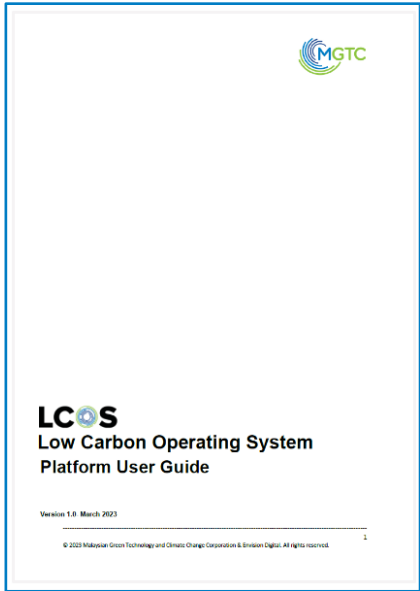 MGTC
LCOS
Low Carbon Operating System
Platform User Guide
Version 1.0 March 2023
1
© 2023 Malaysian Green Technology and Climate Change Corporation & Envision Digital. All rights reserved.